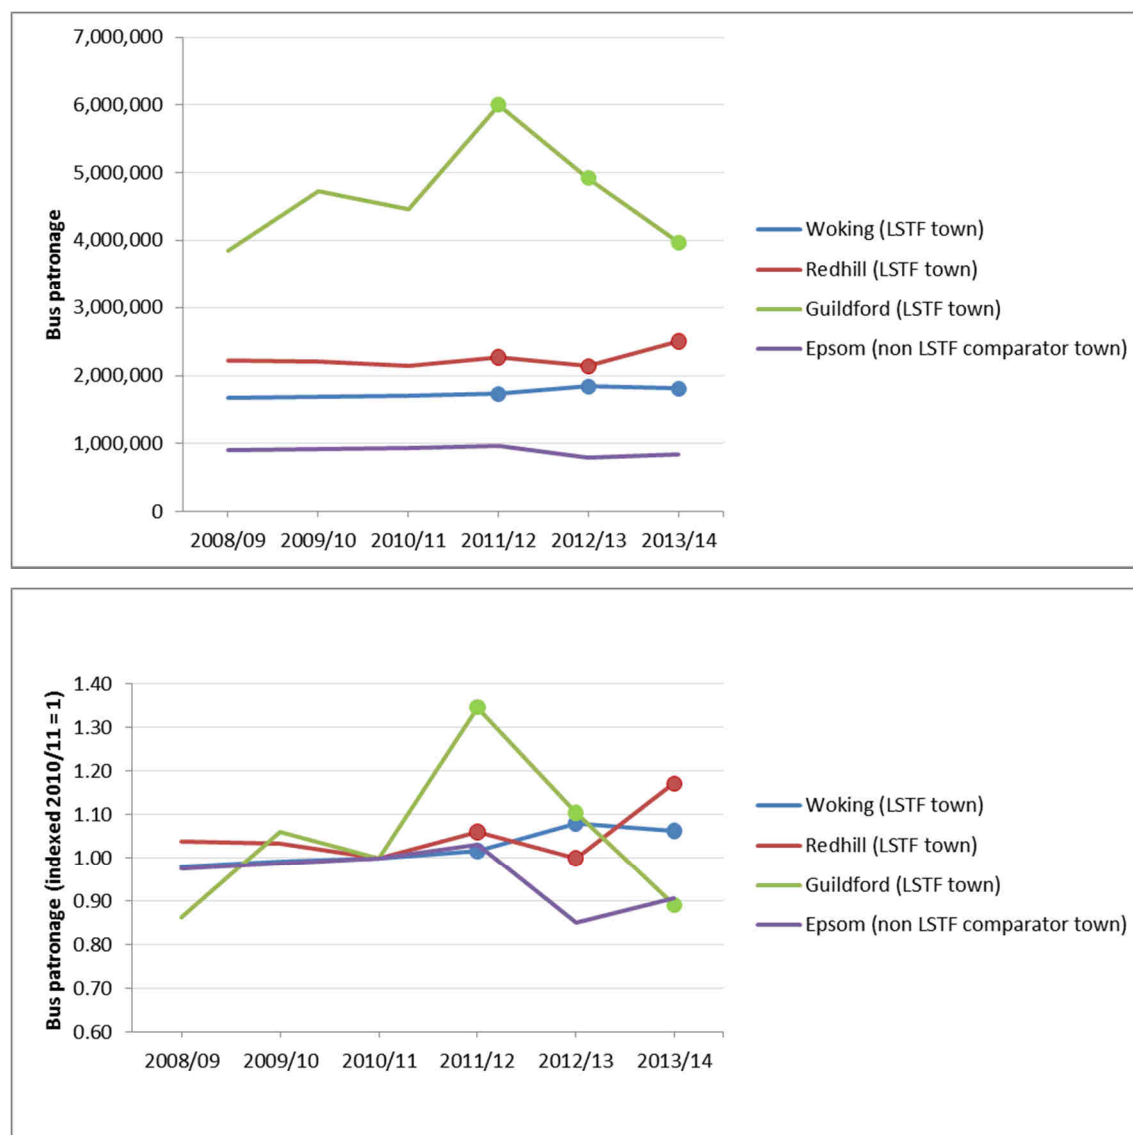 7,000,000
6,000,000
5,000,000
4,000,000
3,000,000
2,000,000
1,000,000
0
Bus patronage
2008/09 2009/10 2010/11 2011/12 2012/13 2013/14
Woking (LSTF town)
Redhill (LSTF town)
Guildford (LSTF town)
Epsom (non LSTF comparator town)
1.40
1.30
1.20
1.10
1.00
0.90
0.80
0.70
0.60
Bus patronage (indexed 2010/11 = 1)
2008/09 2009/10 2010/11 2011/12 2012/13 2013/14
Woking (LSTF town)
Redhill (LSTF town)
Guildford (LSTF town)
Epsom (non LSTF comparator town)